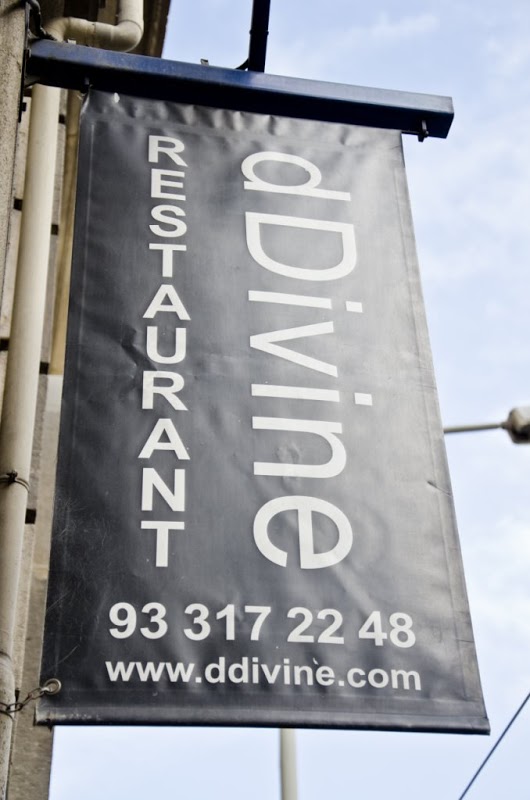 RESTAURANT
dDivine
93 317 22 48
www.ddivine.com